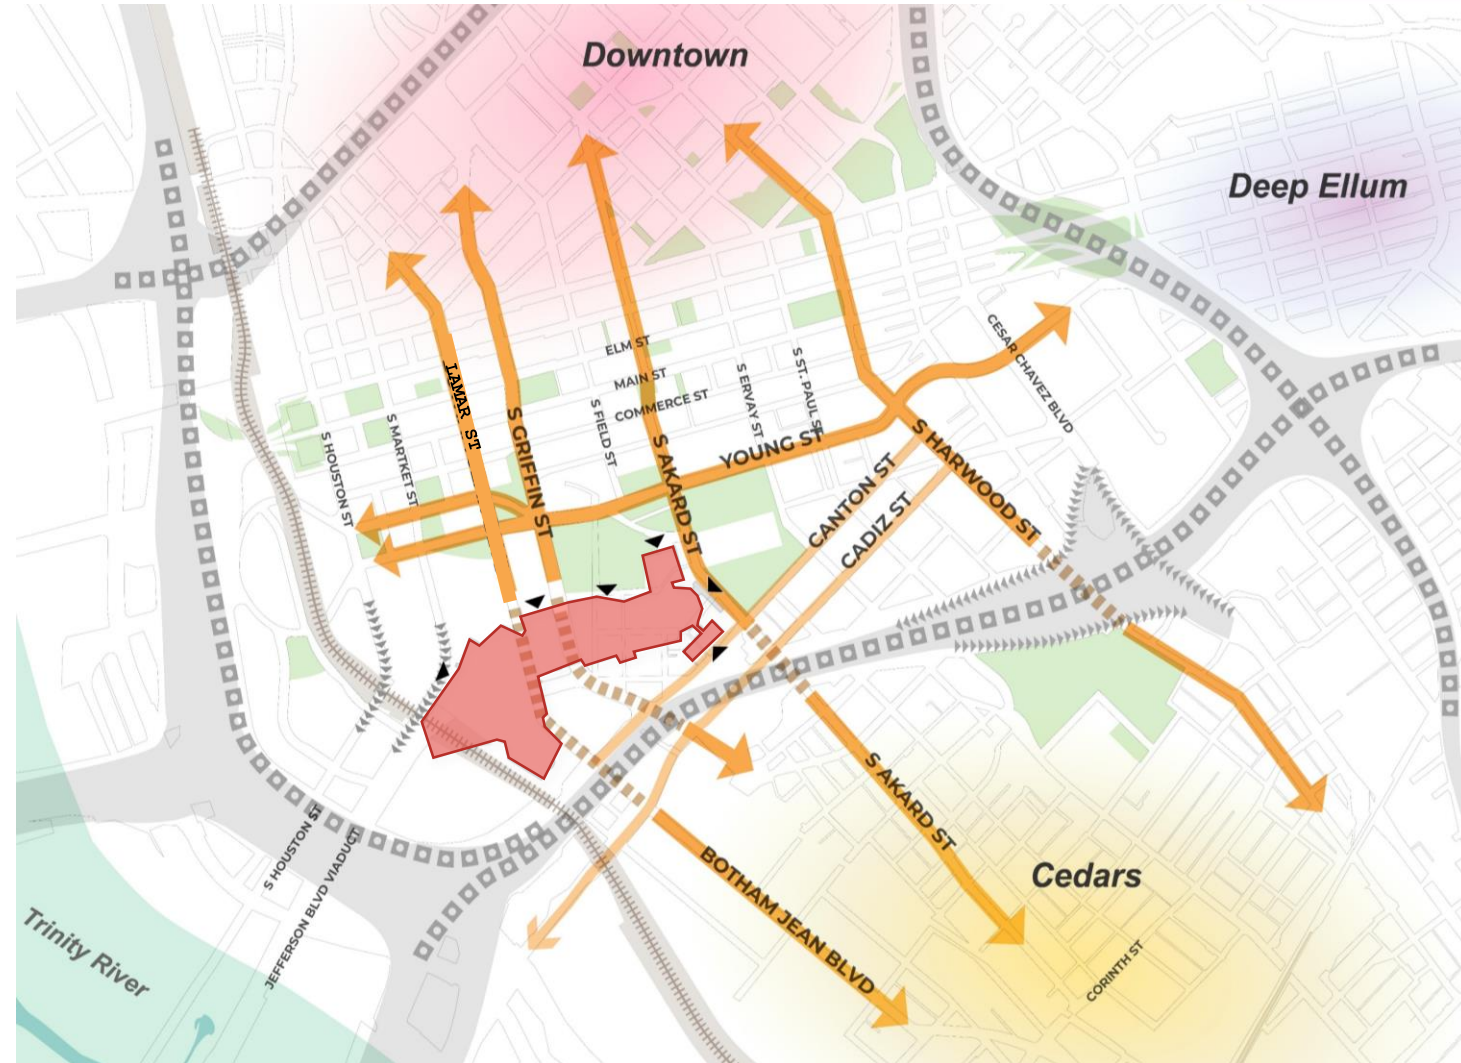 Downtown
Deep Ellum
CESAR CHAVEZ BLVD
ELM ST
MAIN ST
COMMERCE ST
S ERVAY ST
S ST. PAUL ST
LAMAR ST
S GRIFFIN ST
S FIELD ST
S MARTKET ST
S HOUSTON ST
S AKARD ST
YOUNG ST
S HARWOOD ST
CANTON ST
CADIZ ST
S AKARD ST
S HOUSTON ST
JEFFERSON BLVD VIADUCT
BOTHAM JEAN BLVD
Cedars
CORINTH ST
Trinity River